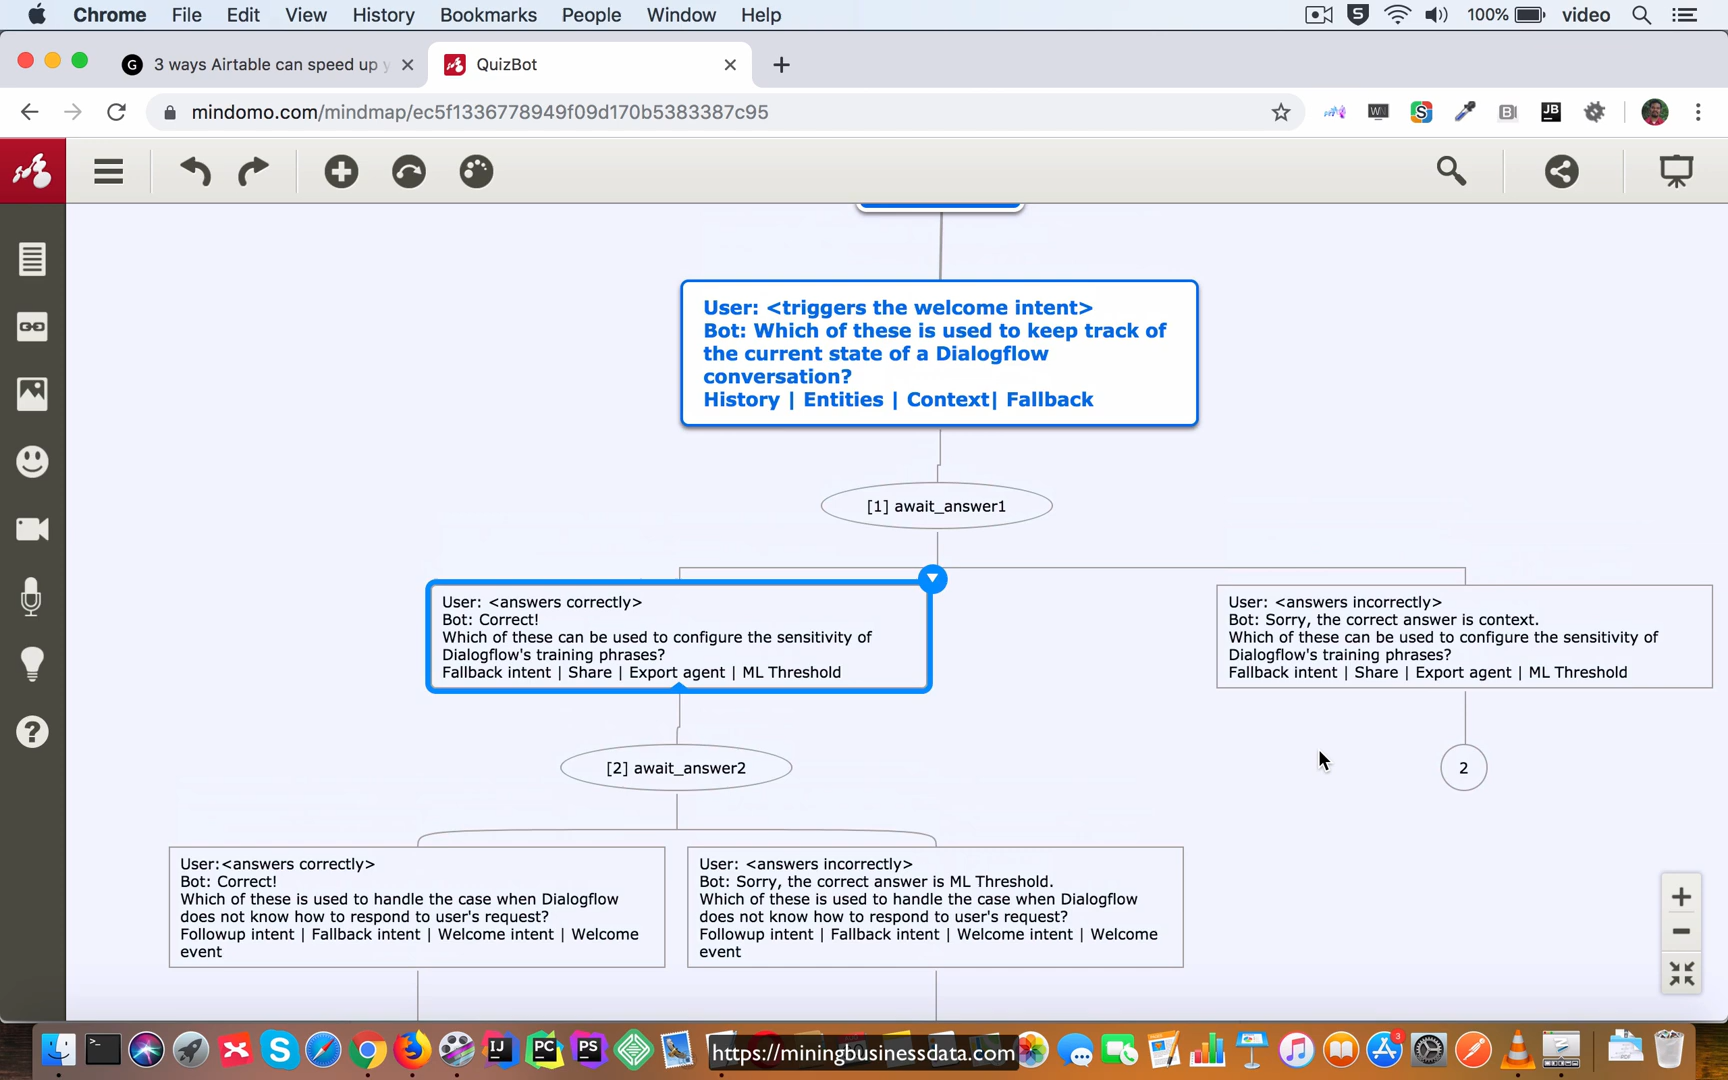 Chrome File Edit View History Bookmarks People Window Help 100% video
3 ways Airtable can speed up y
QuizBot
mindomo.com/mindmap/ec5f1336778949f09d170b5383387c95
User: <triggers the welcome intent>
Bot: Which of these is used to keep track of
the current state of a Dialogflow
conversation?
History | Entities | Context| Fallback
[1] await_answer1
User: <answers correctly>
Bot: Correct!
Which of these can be used to configure the sensitivity of
Dialogflow's training phrases?
Fallback intent | Share | Export agent | ML Threshold
User: <answers incorrectly>
Bot: Sorry, the correct answer is context.
Which of these can be used to configure the sensitivity of
Dialogflow's training phrases?
Fallback intent | Share | Export agent | ML Threshold
[2] await_answer2
2
User:<answers correctly>
Bot: Correct!
Which of these is used to handle the case when Dialogflow
does not know how to respond to user's request?
Followup intent | Fallback intent | Welcome intent | Welcome
event
User: <answers incorrectly>
Bot: Sorry, the correct answer is ML Threshold.
Which of these is used to handle the case when Dialogflow
does not know how to respond to user's request?
Followup intent | Fallback intent | Welcome intent | Welcome
event
IJ
PC
PS
https://miningbusinessdata.com
3